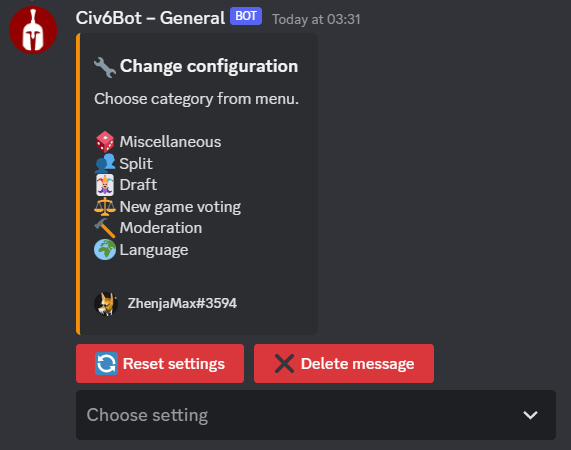 Civ6Bot – General BOT Today at 03:31
Change configuration
Choose category from menu.
Miscellaneous
Split
Draft
New game voting
Moderation
Language
ZhenjaMax#3594
Reset settings Delete message
Choose setting